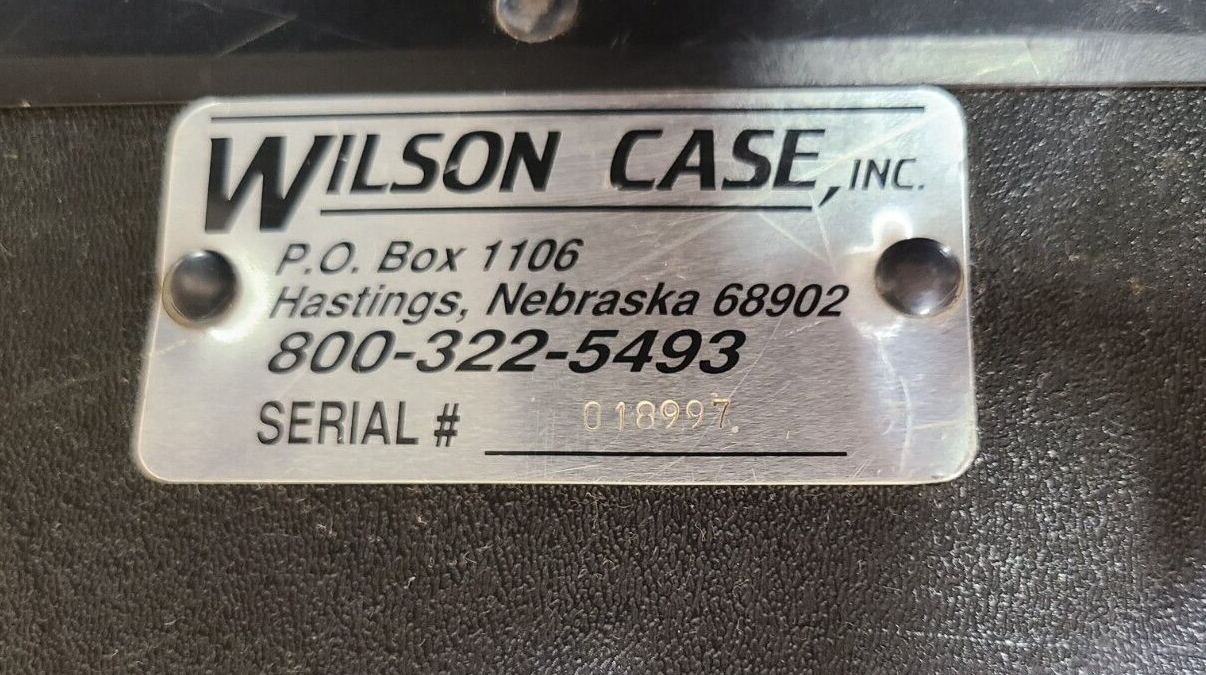 WILSON CASE, INC.
P.O. Box 1106
Hastings, Nebraska 68902
800-322-5493
SERIAL # 018997